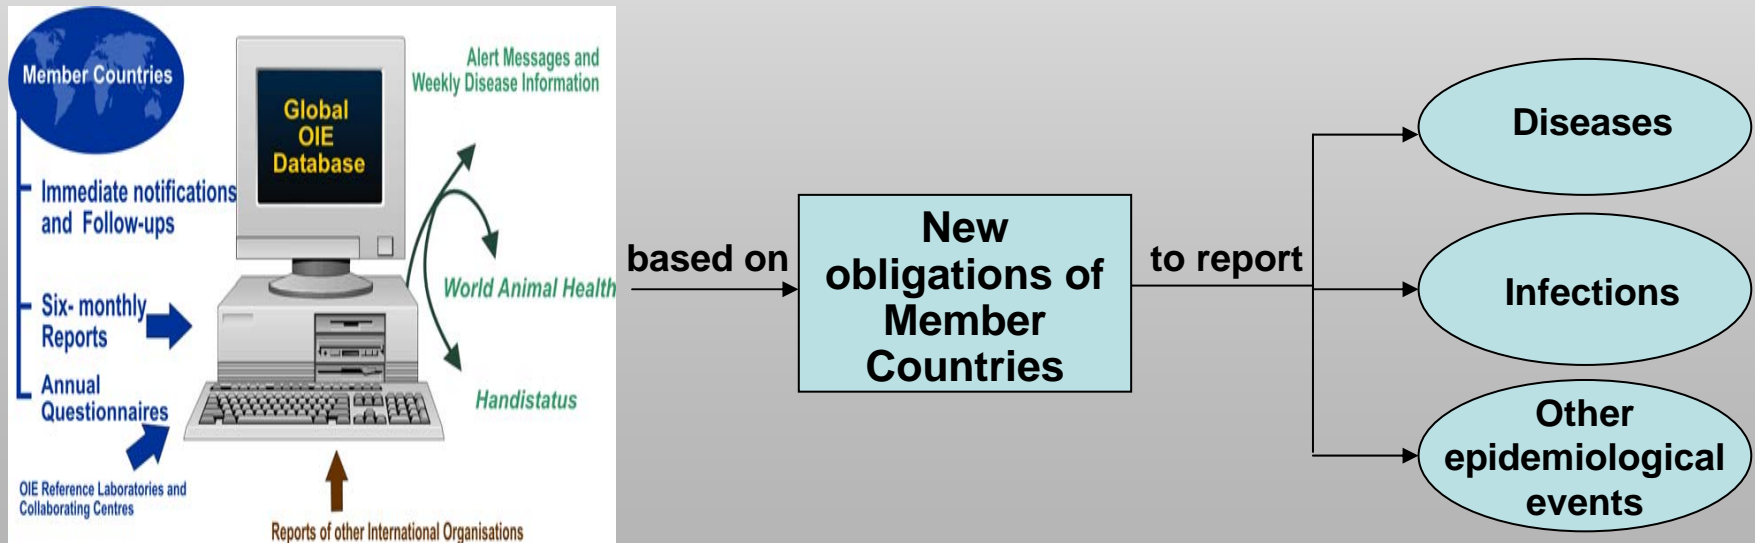 Member Countries
Immediate notifications
and Follow-ups
Six- monthly
Reports
Annual
Questionnaires
OIE Reference Laboratories and
Collaborating Centres
Global
OIE
Database
Alert Messages and
Weekly Disease Information
World Animal Health
Handistatus
Reports of other International Organisations
based on
New
obligations of
Member
Countries
to report
Diseases
Infections
Other
epidemiological
events